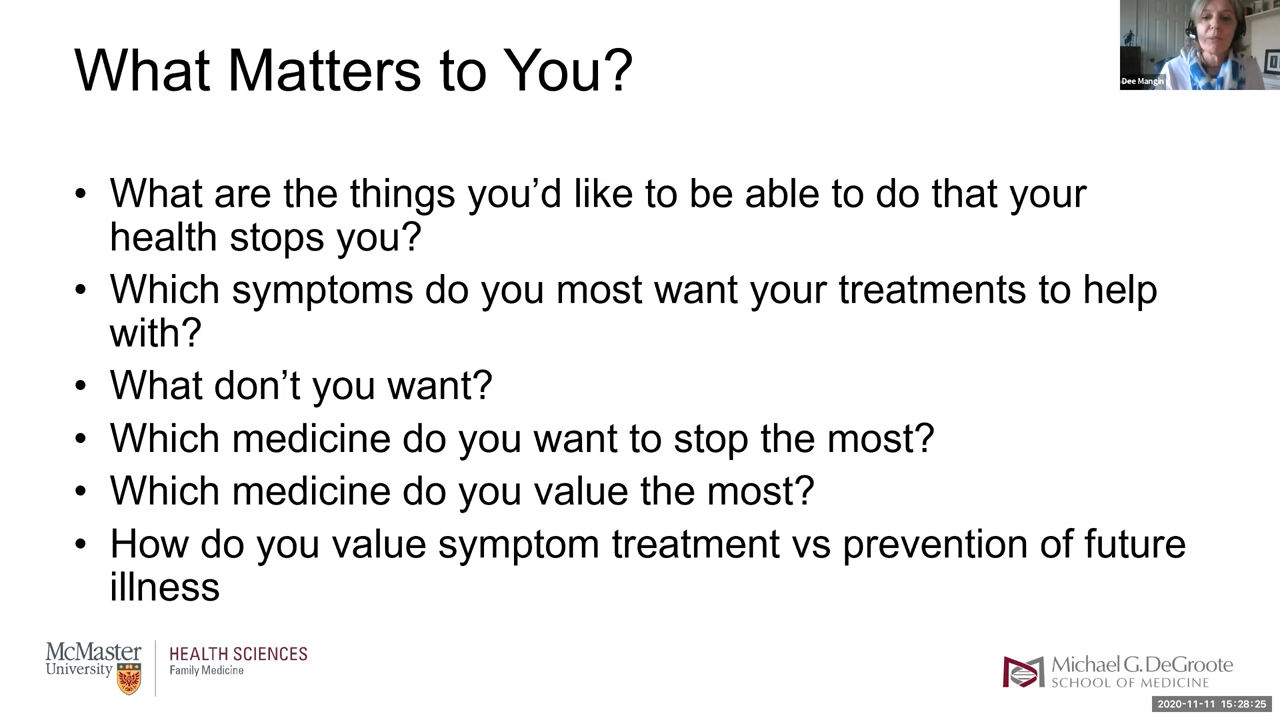 What Matters to You?
Dee Mangin
• What are the things you’d like to be able to do that your
health stops you?
• Which symptoms do you most want your treatments to help
with?
• What don’t you want?
• Which medicine do you want to stop the most?
• Which medicine do you value the most?
• How do you value symptom treatment vs prevention of future
illness
McMaster
University
HEALTH SCIENCES
Family Medicine
Michael G. DeGroote
SCHOOL OF MEDICINE
2020-11-11 15:28:25